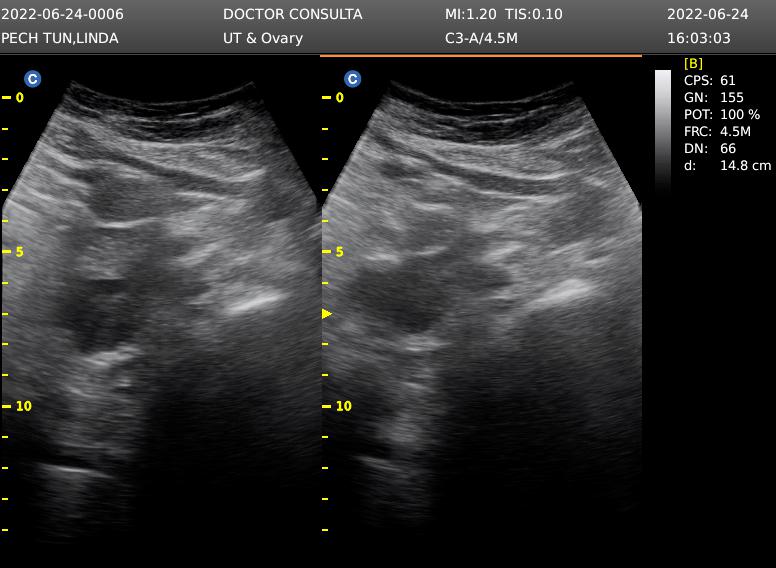 2022-06-24-0006 DOCTOR CONSULTA MI:1.20 TIS:0.10 2022-06-24
PECH TUN,LINDA UT & Ovary C3-A/4.5M 16:03:03
[B]
CPS: 61
GN: 155
POT: 100 %
FRC: 4.5M
DN: 66
d: 14.8 cm
C C
0 0
5 5
10 10